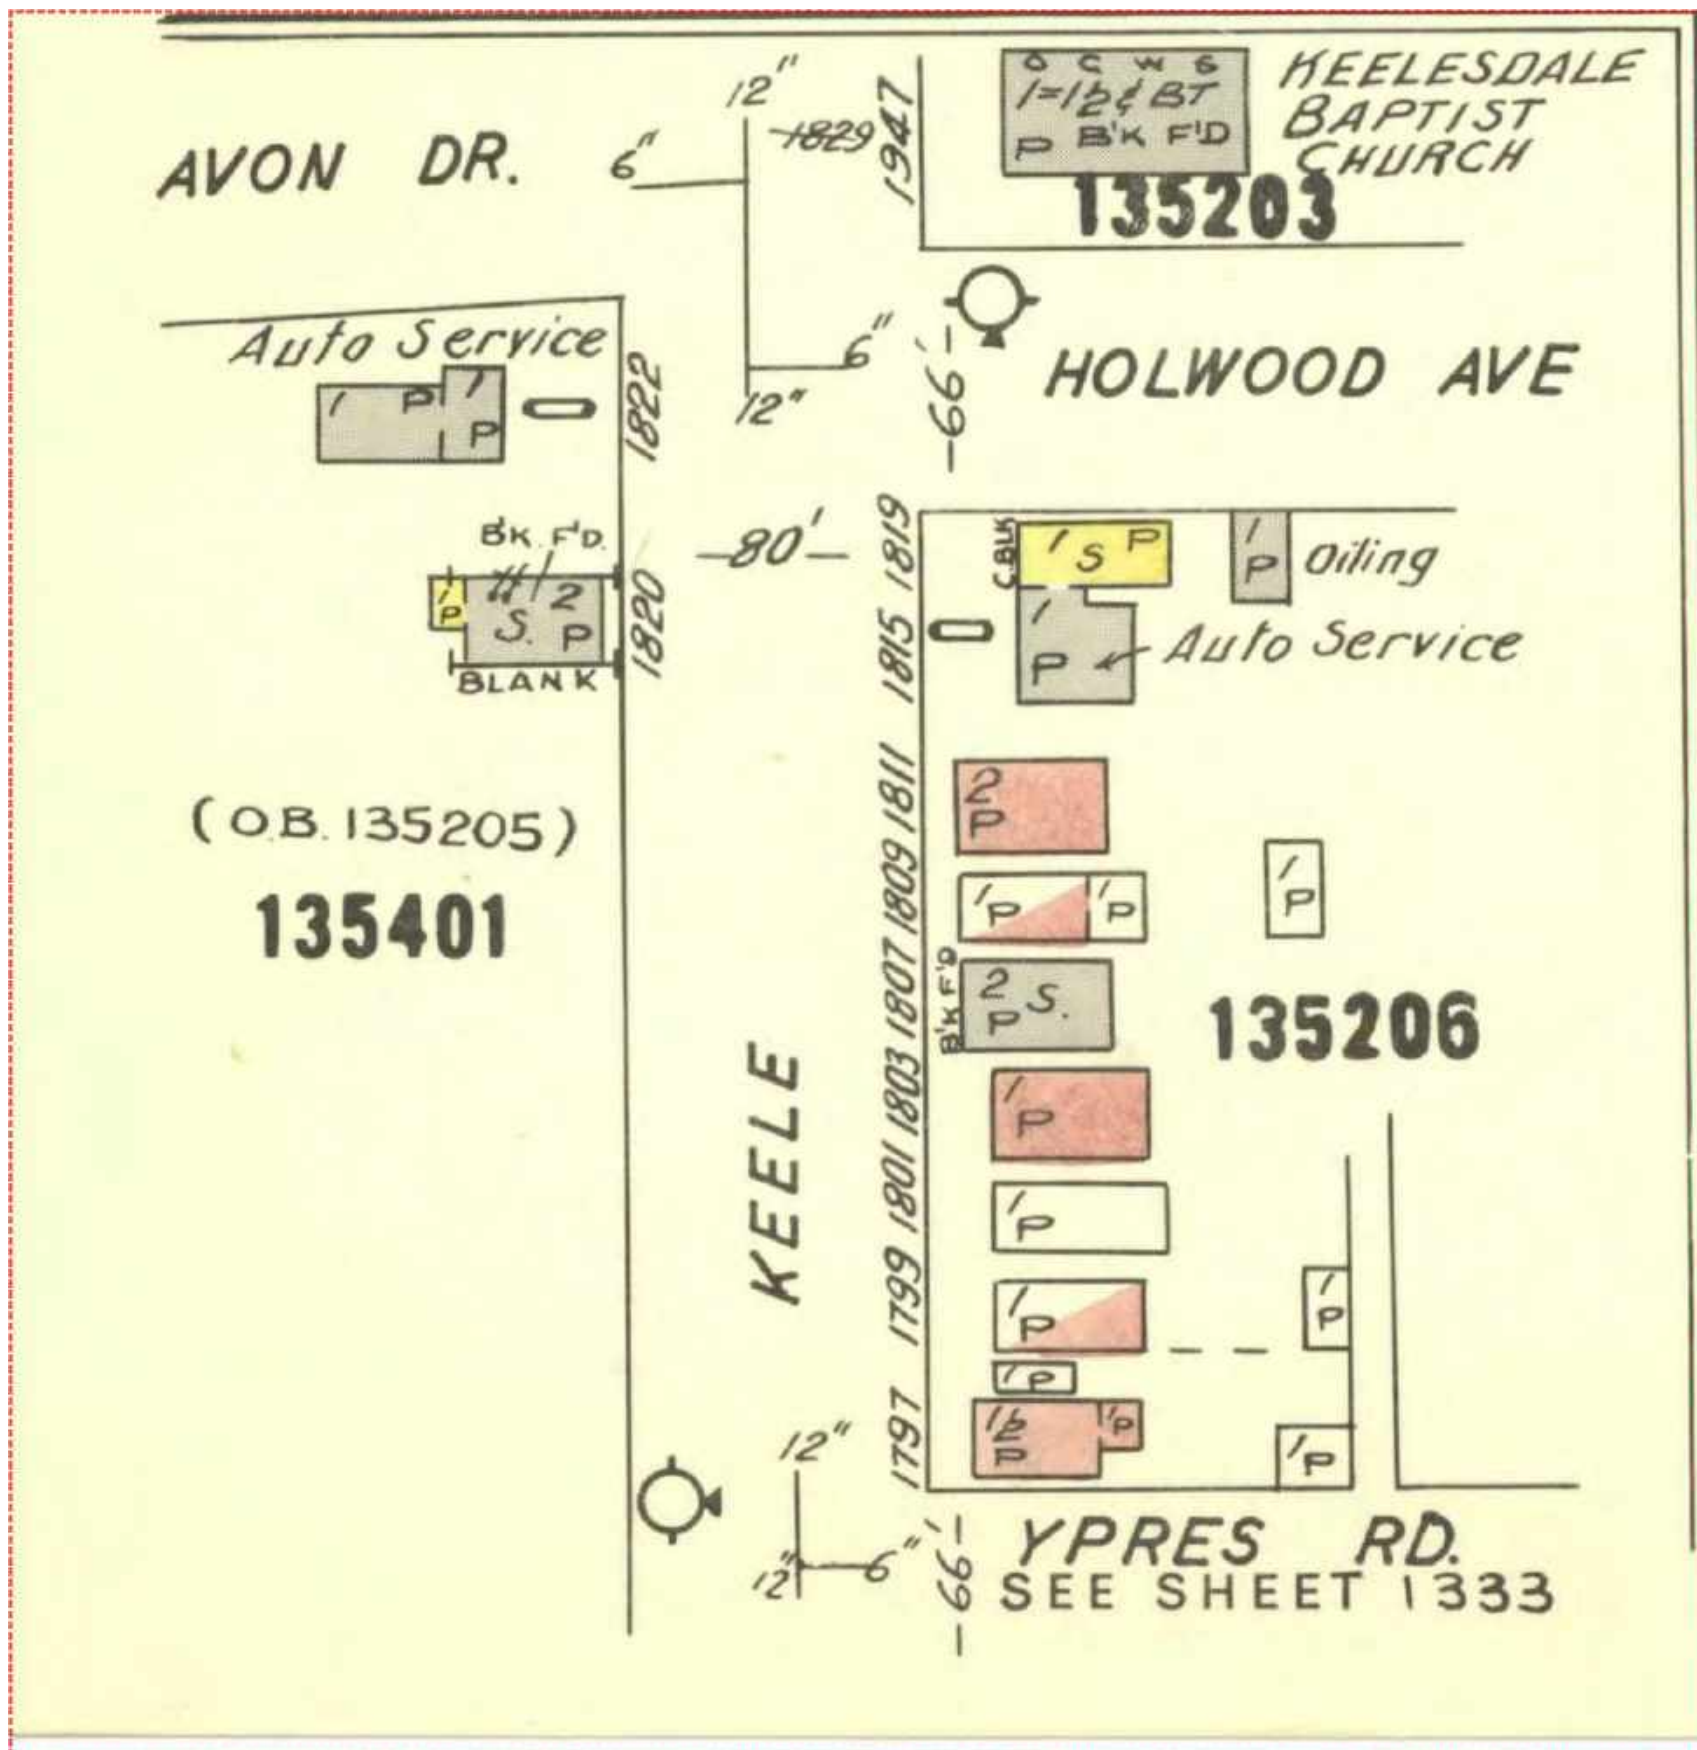 O C W S
1=1½ & BT
P B'K F'D
KEELESDALE
BAPTIST
CHURCH
135203
1947
12"
1829
6"
AVON DR.
6"
12"
66'
HOLWOOD AVE
Auto Service
1 P 1
P
1822
B'K F'D.
1
P
2
S. P
BLANK
1820
80'
1819
C.BLK
1 S P
1
P
Oiling
1815
1
P
Auto Service
(O.B. 135205)
135401
1811
2
P
1809
1
P
1
P
1
P
1807
B'K F'D
2 S.
P
135206
1803
1
P
1801
1
P
KEELE
1799
1
P
1
P
1
P
1797
1½
P
1
P
1
P
12"
12"
6"
66'
YPRES RD.
SEE SHEET 1333